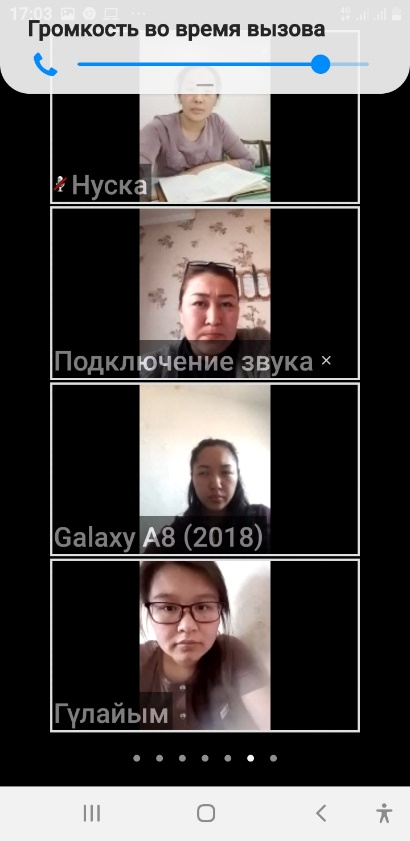 17:03
Громкость во время вызова
Нуска
Подключение звука ×
Galaxy A8 (2018)
Гүлайым